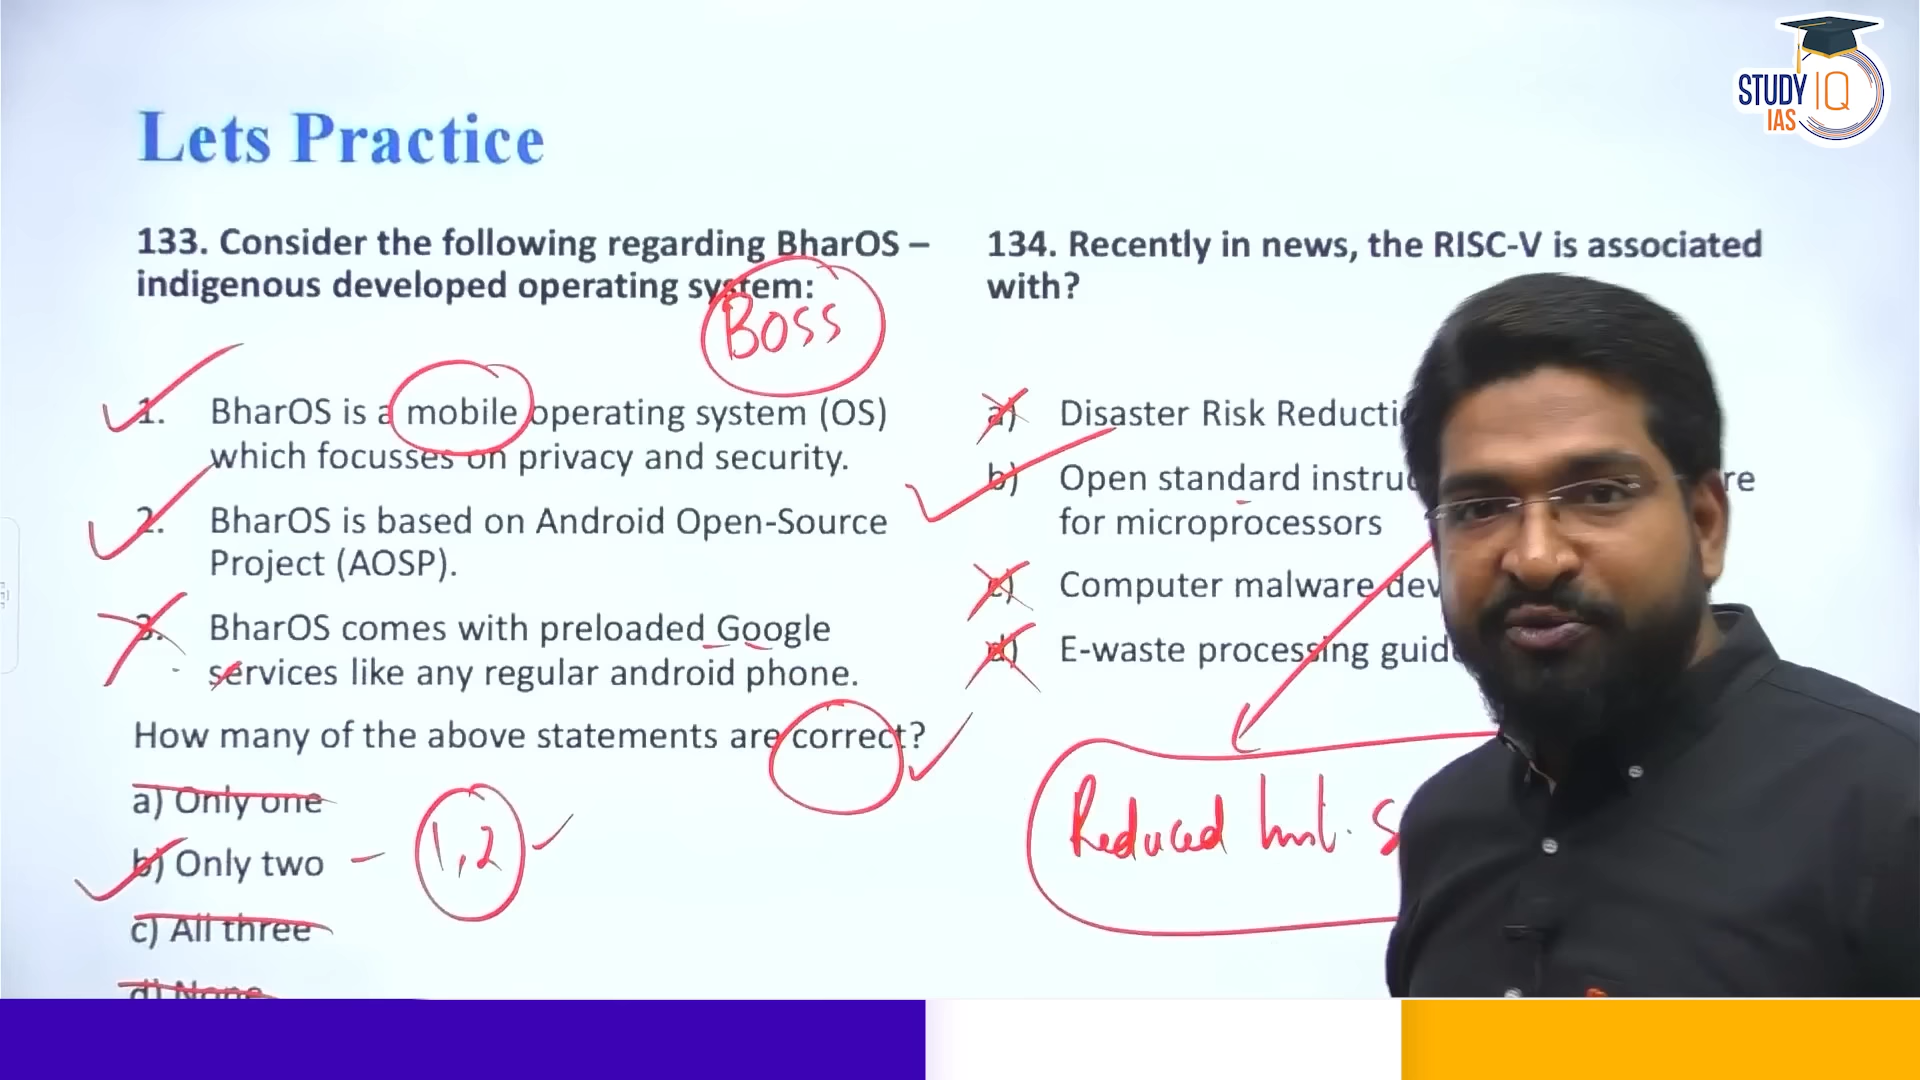 STUDY IQ
IAS
Lets Practice
133. Consider the following regarding BharOS –
indigenous developed operating system:
BOSS
1. BharOS is a mobile operating system (OS)
which focusses on privacy and security.
2. BharOS is based on Android Open-Source
Project (AOSP).
3. BharOS comes with preloaded Google
services like any regular android phone.
How many of the above statements are correct?
a) Only one
b) Only two – 1,2
c) All three
d) None
134. Recently in news, the RISC-V is associated
with?
a) Disaster Risk Reducti
b) Open standard instruc re
for microprocessors
c) Computer malware dev
d) E-waste processing guide
Reduced Inst. S